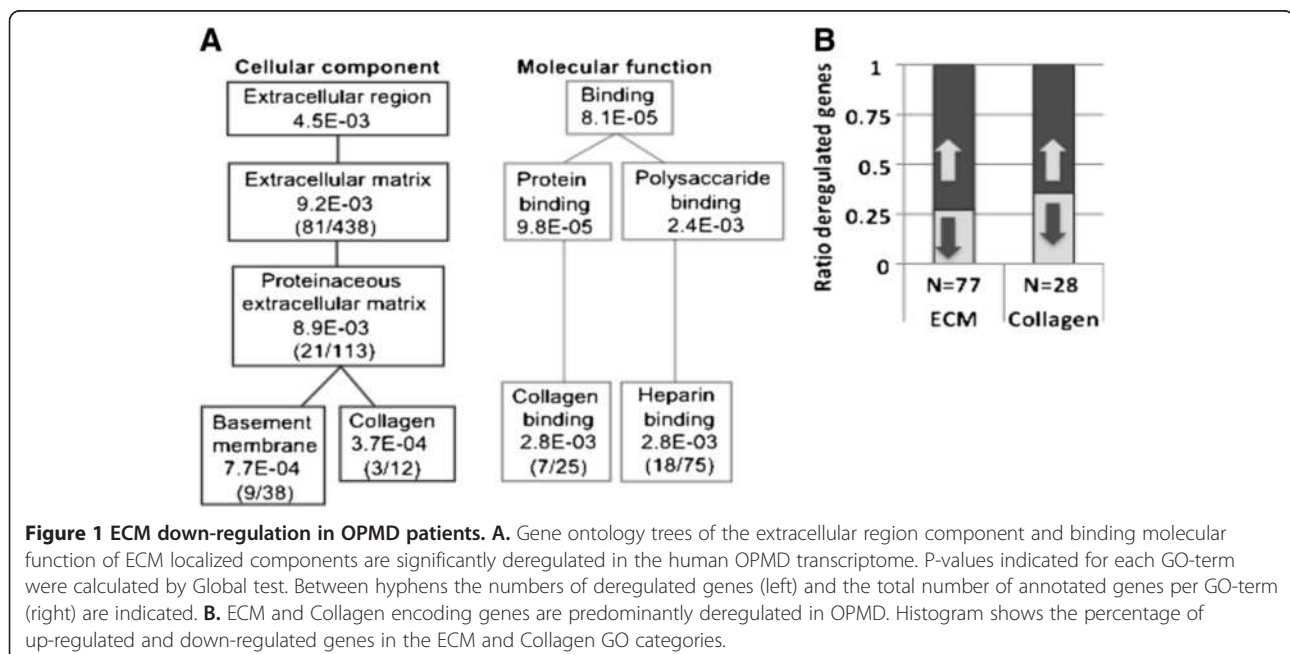 A
Cellular component
Extracellular region
4.5E-03
Extracellular matrix
9.2E-03
(81/438)
Proteinaceous
extracellular matrix
8.9E-03
(21/113)
Basement
membrane
7.7E-04
(9/38)
Collagen
3.7E-04
(3/12)
Molecular function
Binding
8.1E-05
Protein
binding
9.8E-05
Polysaccaride
binding
2.4E-03
Collagen
binding
2.8E-03
(7/25)
Heparin
binding
2.8E-03
(18/75)
B
Ratio deregulated genes
1
0.75
0.5
0.25
0
N=77
ECM
N=28
Collagen
Figure 1 ECM down-regulation in OPMD patients. A. Gene ontology trees of the extracellular region component and binding molecular
function of ECM localized components are significantly deregulated in the human OPMD transcriptome. P-values indicated for each GO-term
were calculated by Global test. Between hyphens the numbers of deregulated genes (left) and the total number of annotated genes per GO-term
(right) are indicated. B. ECM and Collagen encoding genes are predominantly deregulated in OPMD. Histogram shows the percentage of
up-regulated and down-regulated genes in the ECM and Collagen GO categories.